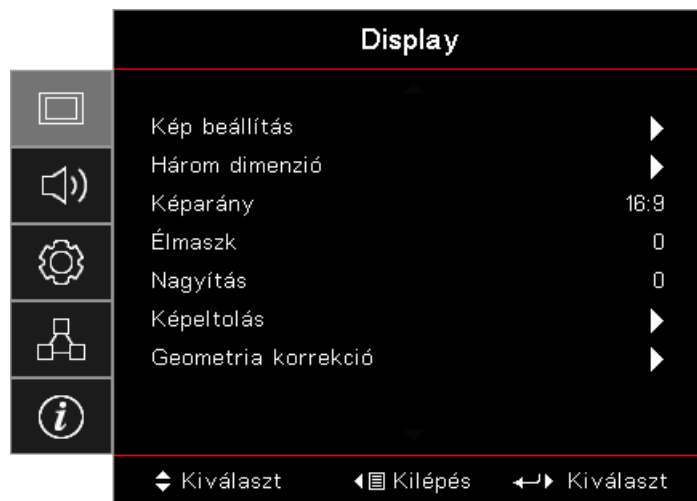 Display
Kép beállítás
Három dimenzió
Képarány 16:9
Élmaszk 0
Nagyítás 0
Képeltolás
Geometria korrekció
Kiválaszt Kilépés Kiválaszt